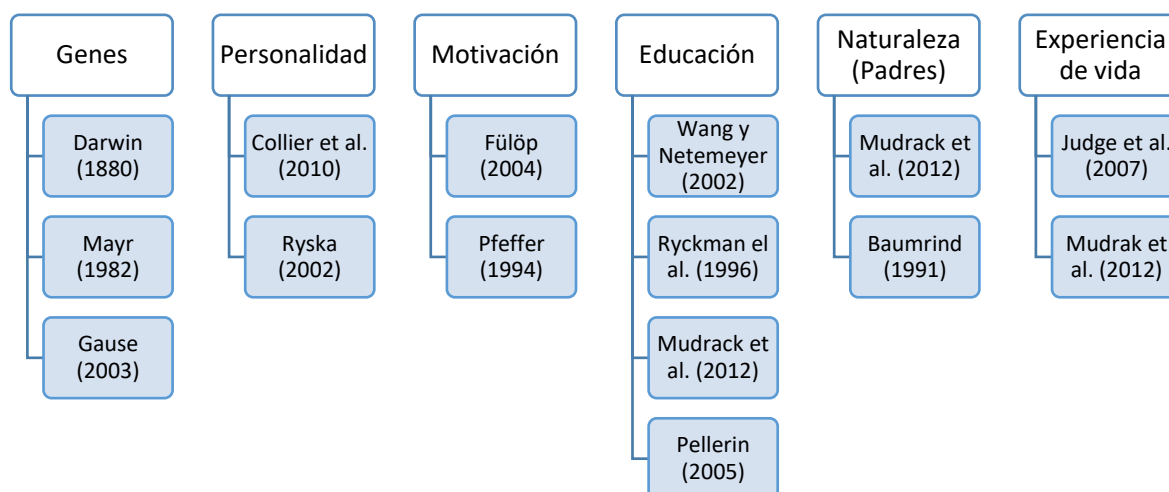 Genes
Darwin
(1880)
Mayr
(1982)
Gause
(2003)
Personalidad
Collier et al.
(2010)
Ryska
(2002)
Motivación
Fülöp
(2004)
Pfeffer
(1994)
Educación
Wang y
Netemeyer
(2002)
Ryckman el
al. (1996)
Mudrack et
al. (2012)
Pellerin
(2005)
Naturaleza
(Padres)
Mudrack et
al. (2012)
Baumrind
(1991)
Experiencia
de vida
Judge et al.
(2007)
Mudrak et
al. (2012)